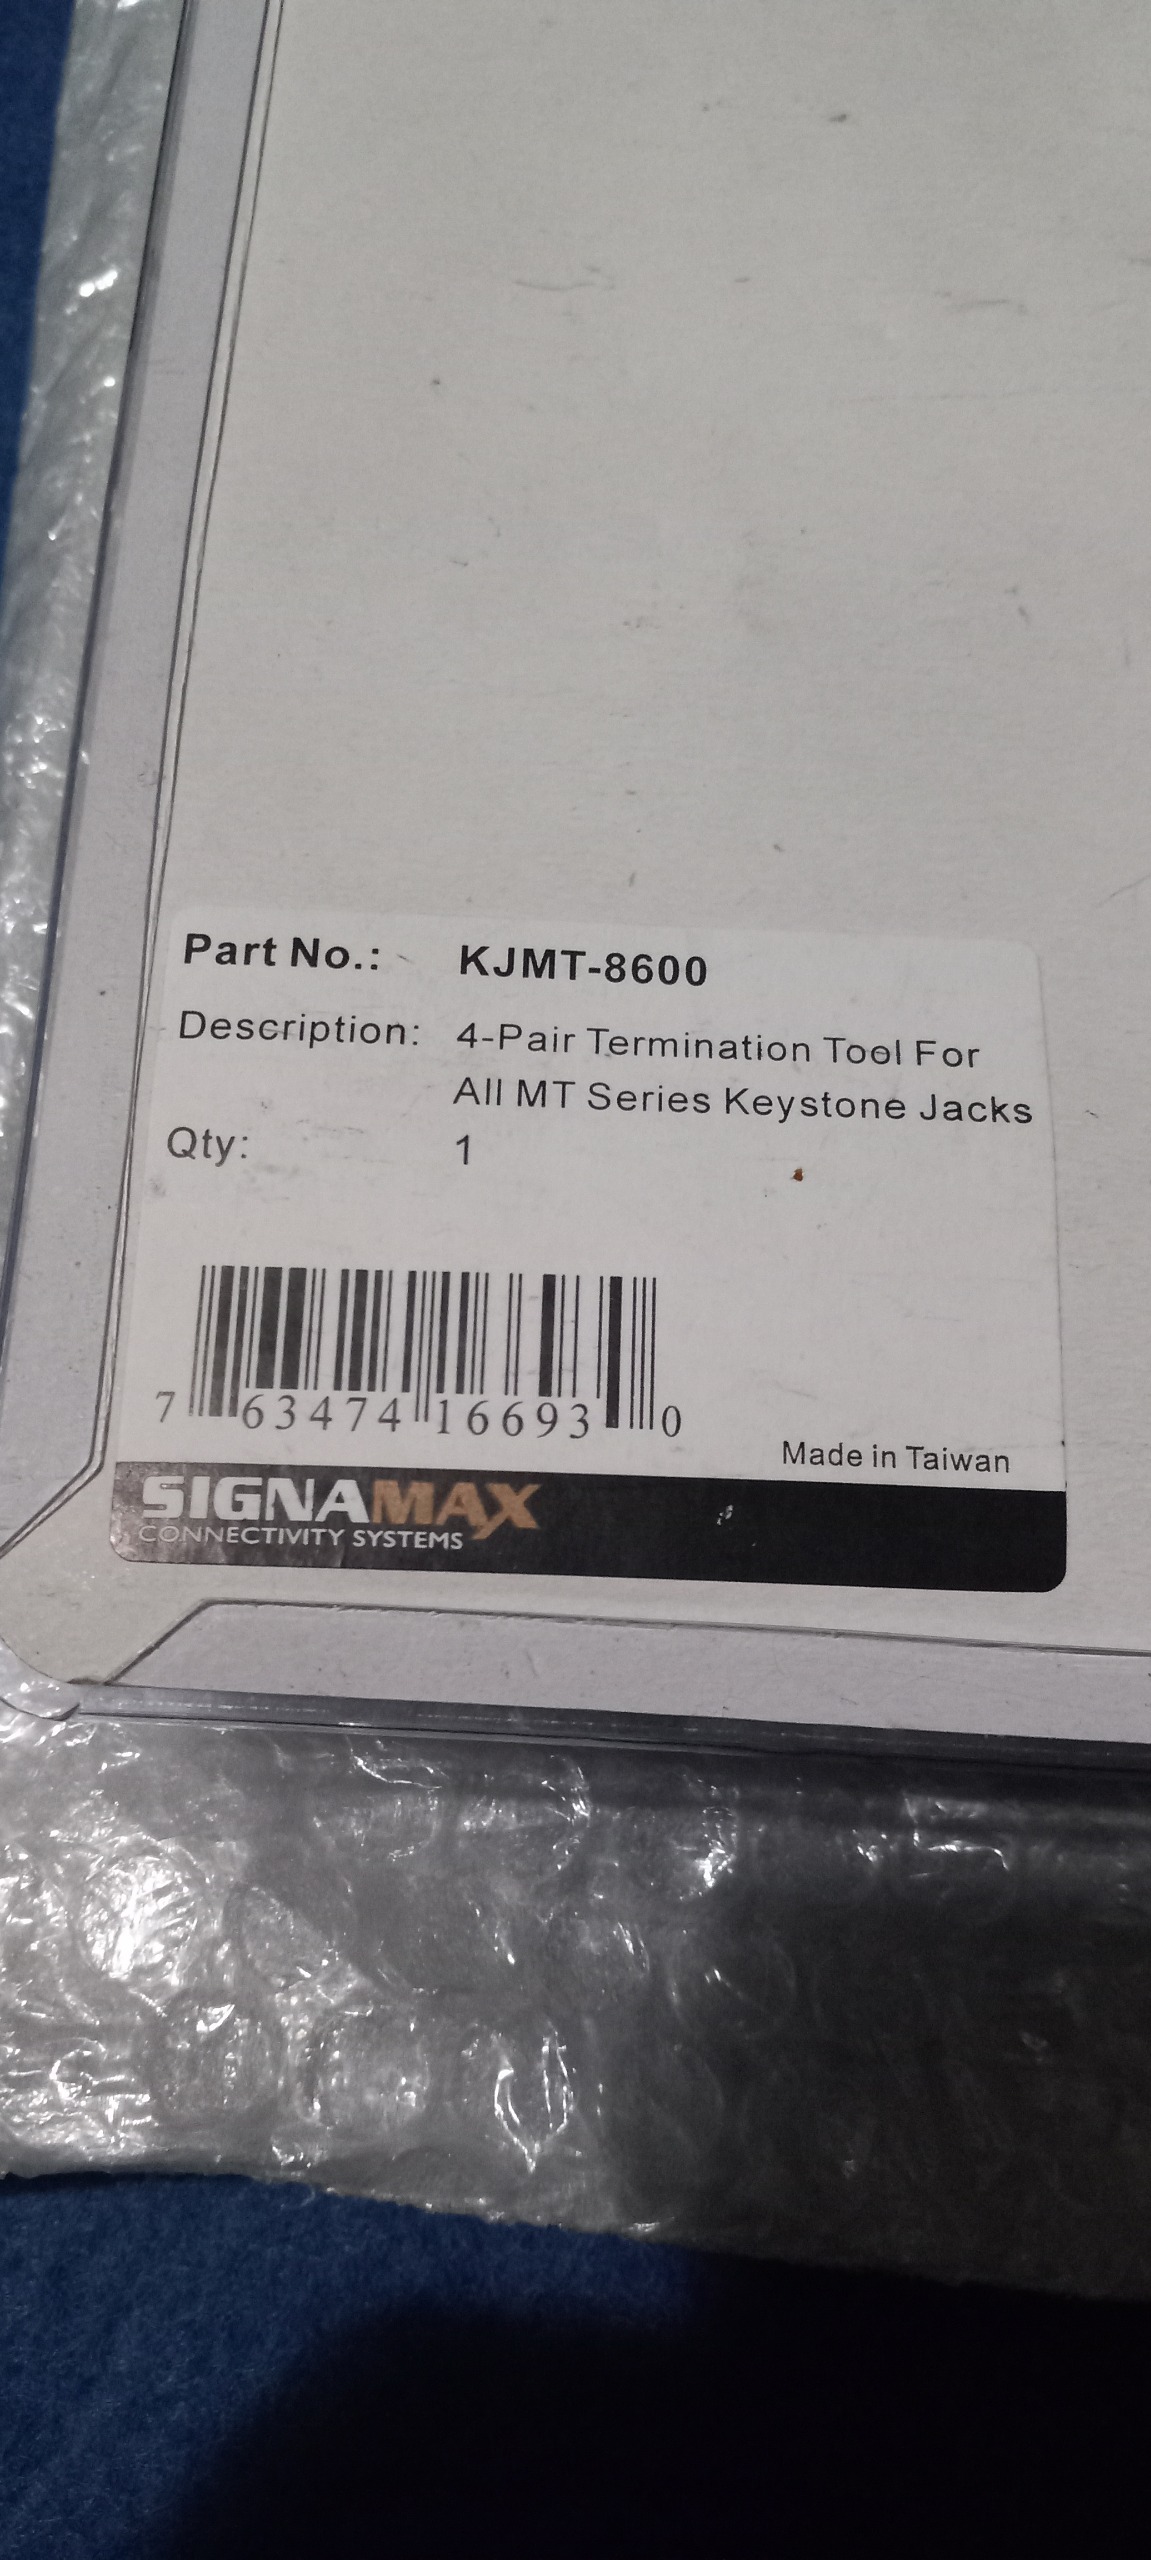 Part No.: KJMT-8600
Description: 4-Pair Termination Tool For
All MT Series Keystone Jacks
Qty: 1
7 63474 16693 0
Made in Taiwan
SIGNAMAX
CONNECTIVITY SYSTEMS